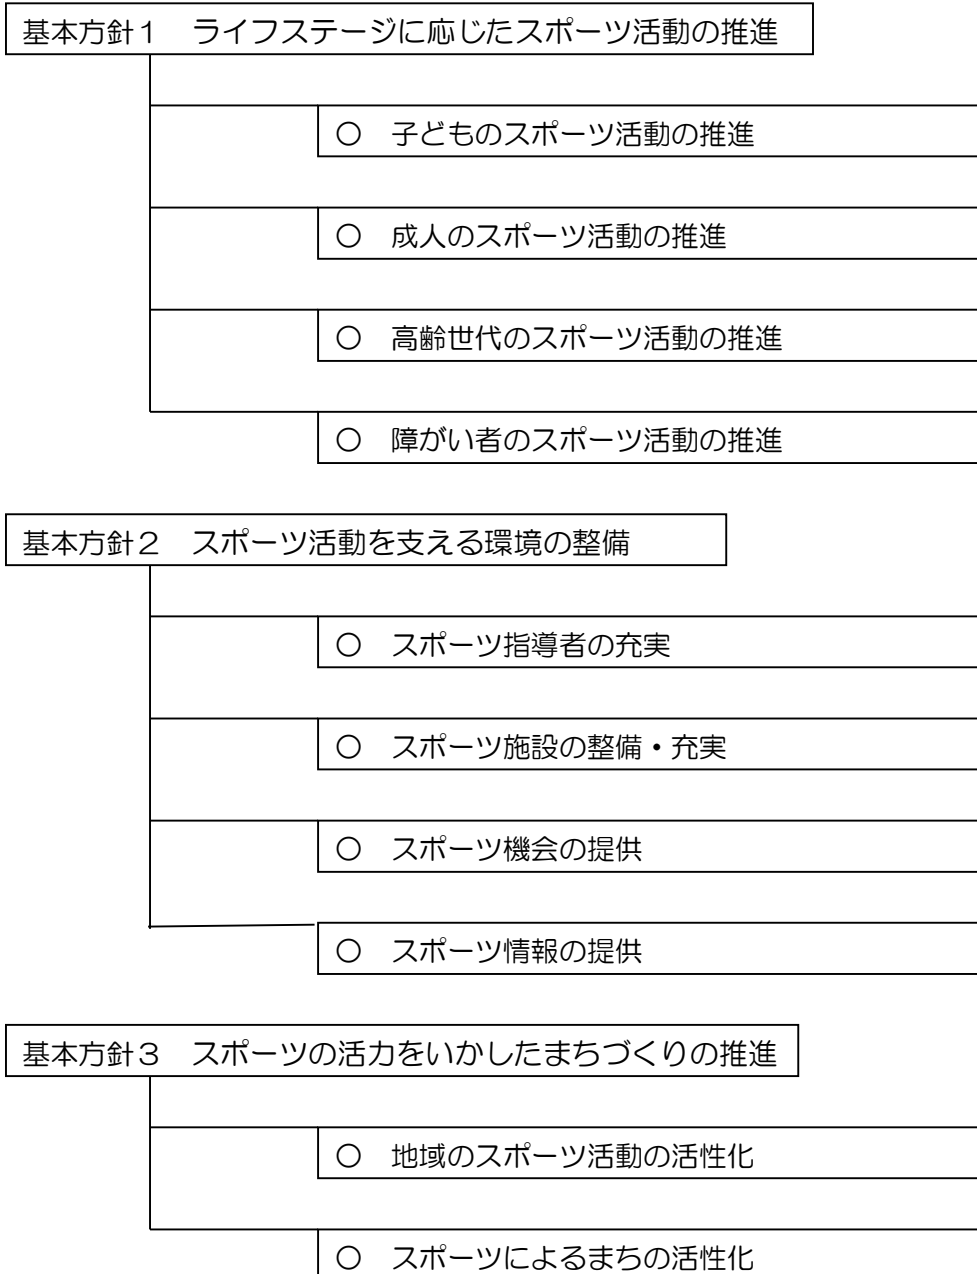 基本方針１　ライフステージに応じたスポーツ活動の推進
〇　子どものスポーツ活動の推進
〇　成人のスポーツ活動の推進
〇　高齢世代のスポーツ活動の推進
〇　障がい者のスポーツ活動の推進
基本方針２　スポーツ活動を支える環境の整備
〇　スポーツ指導者の充実
〇　スポーツ施設の整備・充実
〇　スポーツ機会の提供
〇　スポーツ情報の提供
基本方針３　スポーツの活力をいかしたまちづくりの推進
〇　地域のスポーツ活動の活性化
〇　スポーツによるまちの活性化